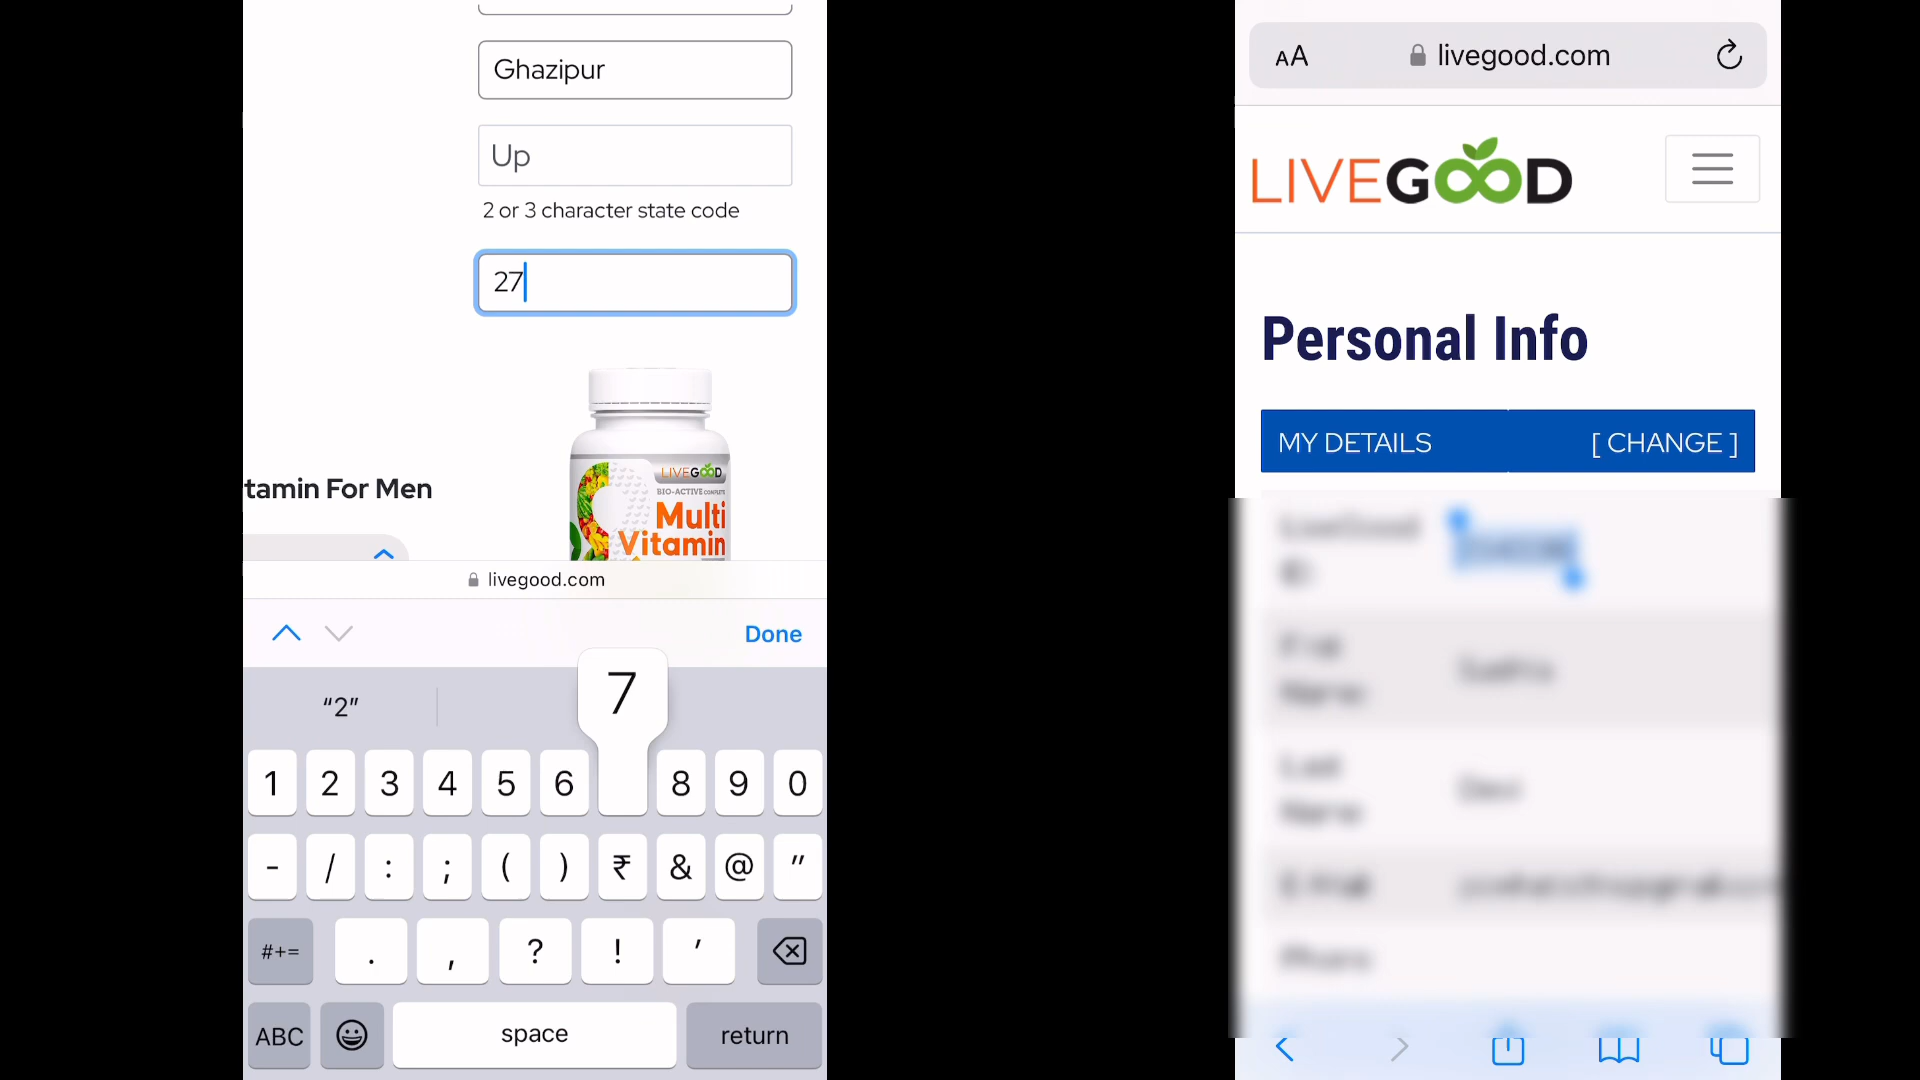 Ghazipur
Up
2 or 3 character state code
27
tamin For Men
LIVEGOOD
BIO-ACTIVE COMPLETE
Multi
Vitamin
livegood.com
Done
“2”
7
1 2 3 4 5 6 8 9 0
- / : ; ( ) ₹ & @ "
#+= . , ? ! ’
ABC space return
AA livegood.com
LIVEGOOD
Personal Info
MY DETAILS [ CHANGE ]